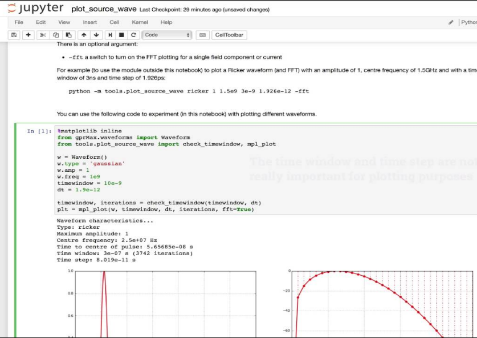 jupyter plot_source_wave Last Checkpoint: 29 minutes ago (unsaved changes)
File Edit View Insert Cell Kernel Help
Code CellToolbar
There is an optional argument:
-fft a switch to turn on the FFT plotting for a single field component or current
For example (to use the module outside this notebook) to plot a Ricker waveform (and FFT) with an amplitude of 1, centre frequency of 1.5GHz and with a tim
window of 3ns and time step of 1.926ps:
python -m tools.plot_source_wave ricker 1 1.5e9 3e-9 1.926e-12 -fft
You can use the following code to experiment (in this notebook) with plotting different waveforms.
In [1]: %matplotlib inline
from gprMax.waveforms import Waveform
from tools.plot_source_wave import check_timewindow, mpl_plot
w = Waveform()
w.type = 'gaussian'
w.amp = 1
w.freq = 1e9
timewindow = 10e-9
dt = 1.9e-12
timewindow, iterations = check_timewindow(timewindow, dt)
plt = mpl_plot(w, timewindow, dt, iterations, fft=True)
The time window and time step are not
really important for plotting purposes
Waveform characteristics...
Type: ricker
Maximum amplitude: 1
Centre frequency: 2.5e+07 Hz
Time to centre of pulse: 5.65685e-08 s
Time window: 3e-07 s (3742 iterations)
Time step: 8.019e-11 s
1.0
0.8
0.6
0
-20
-40
-60